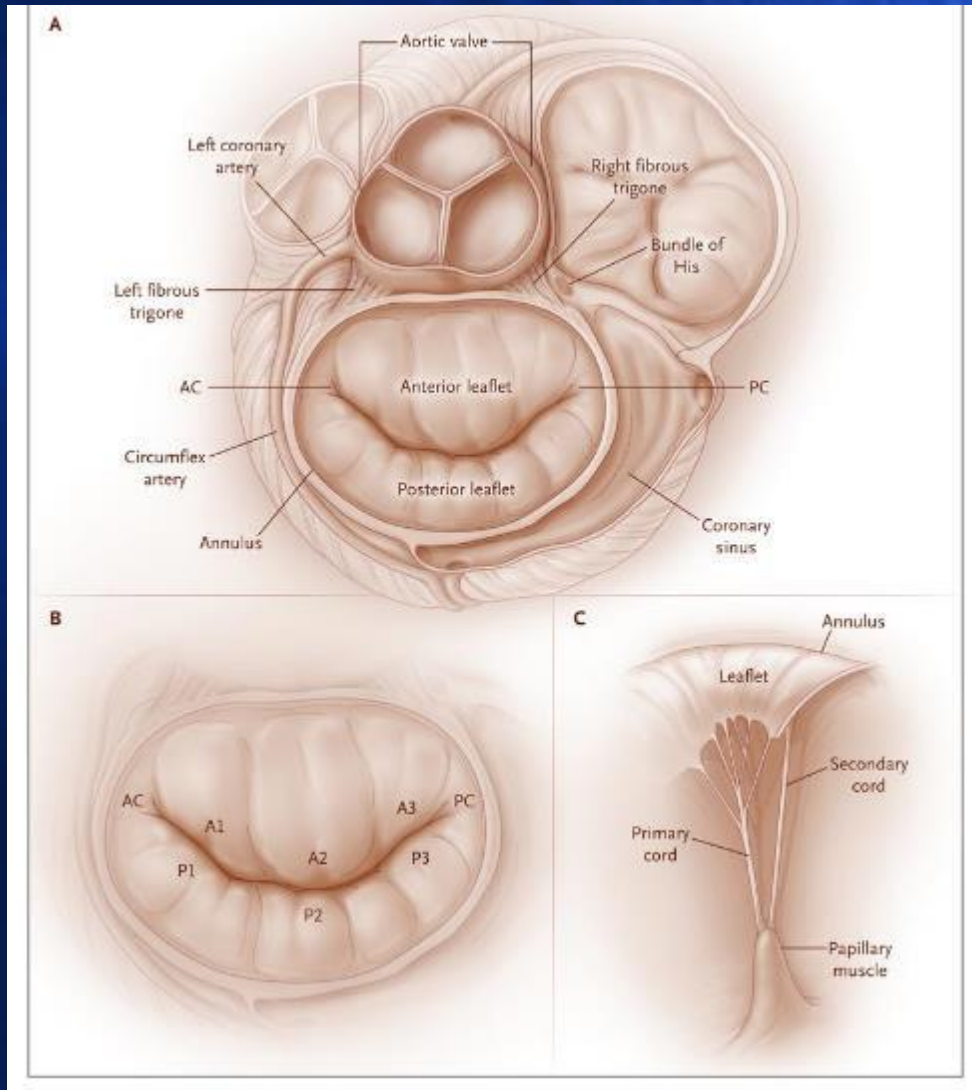 A
Aortic valve
Left coronary
artery
Right fibrous
trigone
Bundle of
His
Left fibrous
trigone
AC
Anterior leaflet
PC
Circumflex
artery
Posterior leaflet
Annulus
Coronary
sinus
B
AC
A1
A2
A3
PC
P1
P2
P3
C
Annulus
Leaflet
Secondary
cord
Primary
cord
Papillary
muscle